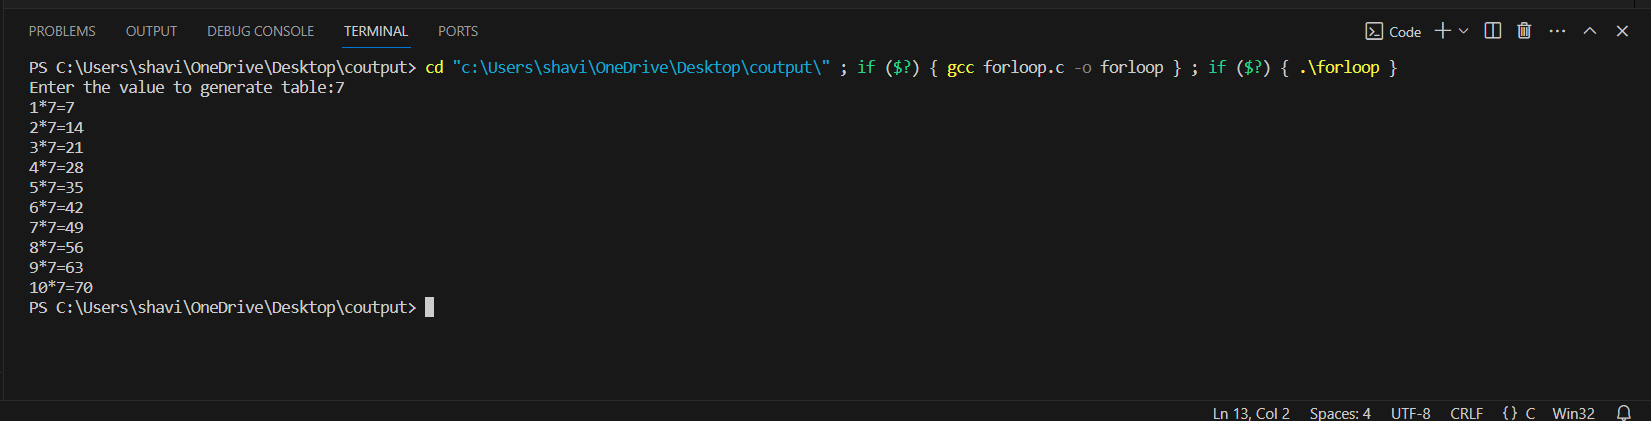 PROBLEMS OUTPUT DEBUG CONSOLE TERMINAL PORTS Code
PS C:\Users\shavi\OneDrive\Desktop\coutput> cd "c:\Users\shavi\OneDrive\Desktop\coutput\" ; if ($?) { gcc forloop.c -o forloop } ; if ($?) { .\forloop }
Enter the value to generate table:7
1*7=7
2*7=14
3*7=21
4*7=28
5*7=35
6*7=42
7*7=49
8*7=56
9*7=63
10*7=70
PS C:\Users\shavi\OneDrive\Desktop\coutput>
Ln 13, Col 2 Spaces: 4 UTF-8 CRLF {} C Win32